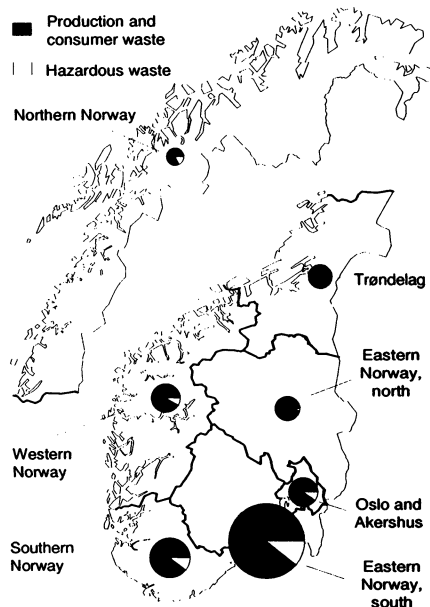 Production and
consumer waste
Hazardous waste
Northern Norway
Trøndelag
Eastern
Norway,
north
Western
Norway
Oslo and
Akershus
Southern
Norway
Eastern
Norway,
south